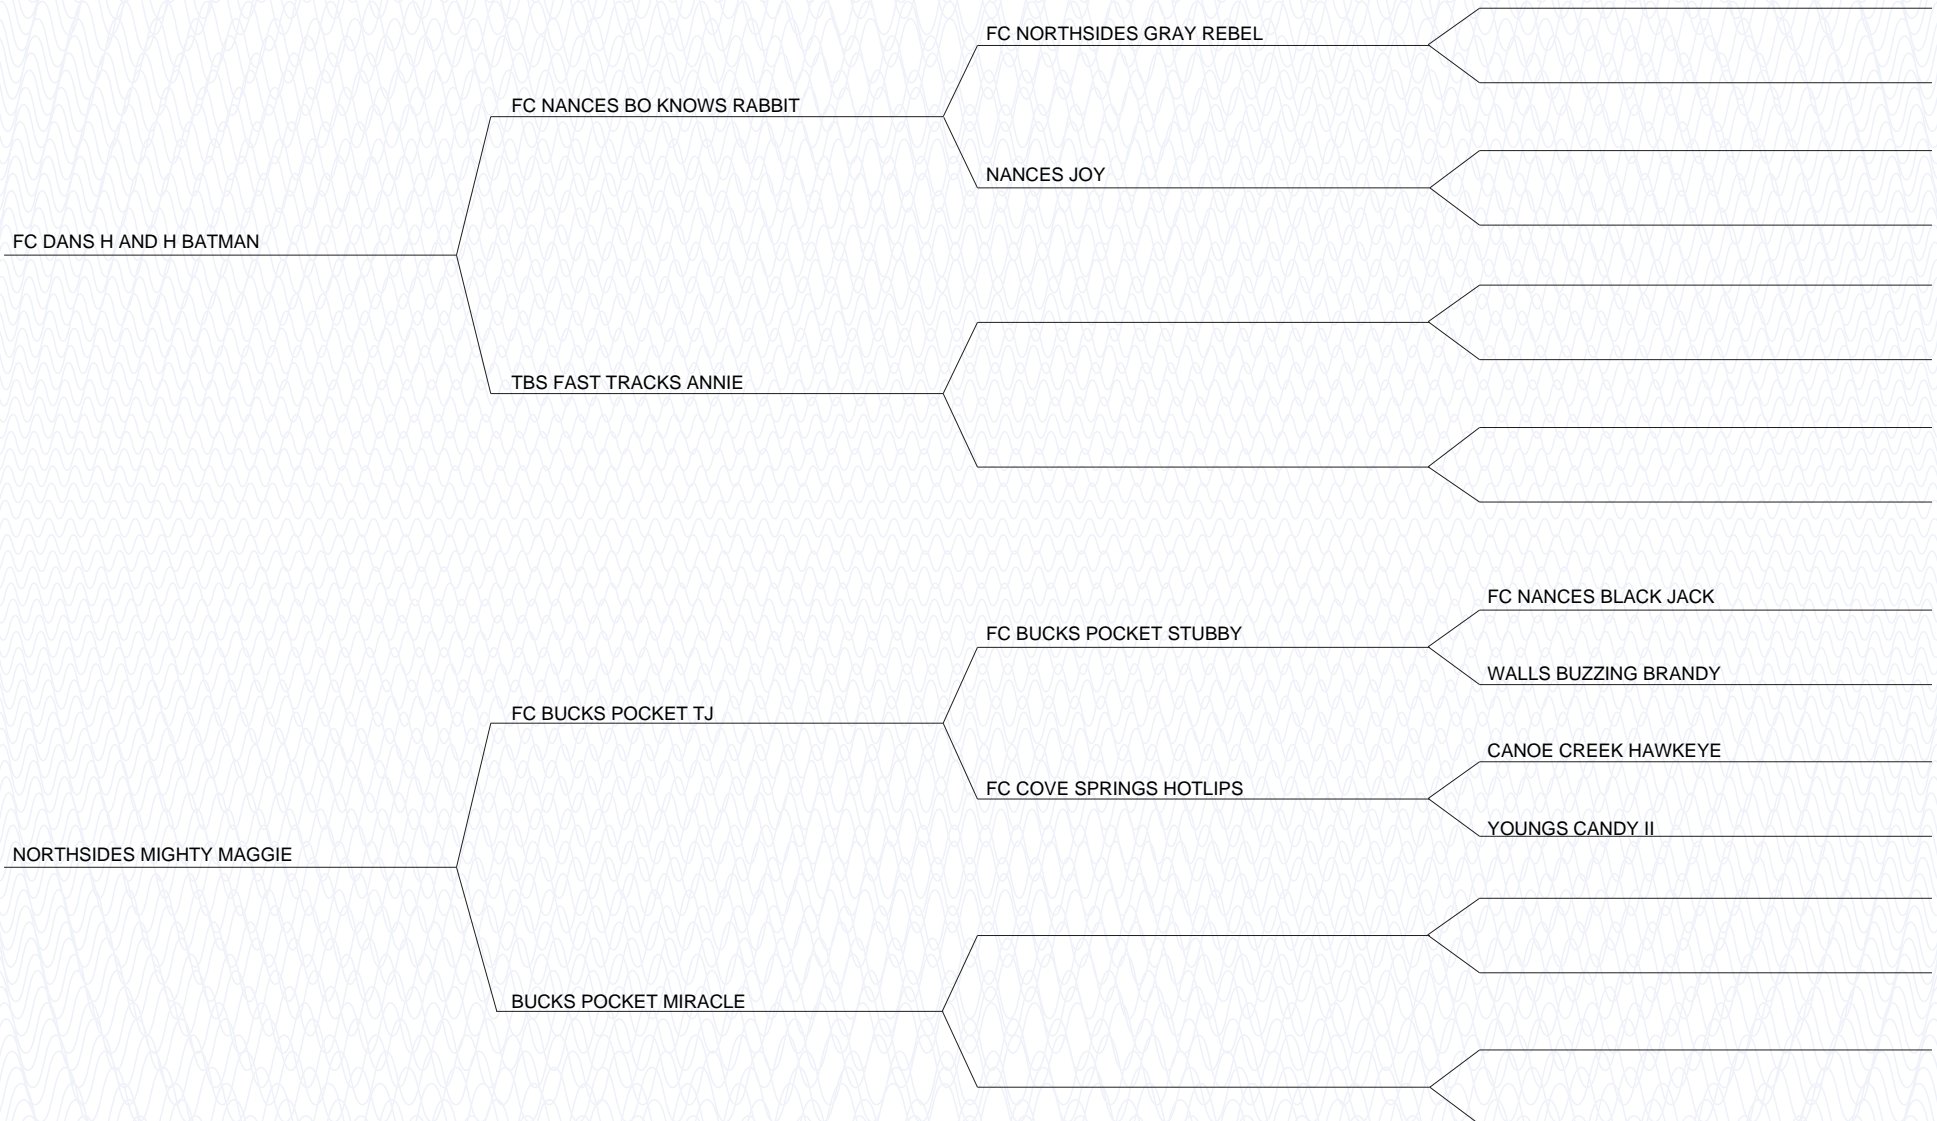 FC NORTHSIDES GRAY REBEL
FC NANCES BO KNOWS RABBIT
NANCES JOY
FC DANS H AND H BATMAN
TBS FAST TRACKS ANNIE
FC NANCES BLACK JACK
FC BUCKS POCKET STUBBY
WALLS BUZZING BRANDY
FC BUCKS POCKET TJ
CANOE CREEK HAWKEYE
FC COVE SPRINGS HOTLIPS
YOUNGS CANDY II
NORTHSIDES MIGHTY MAGGIE
BUCKS POCKET MIRACLE